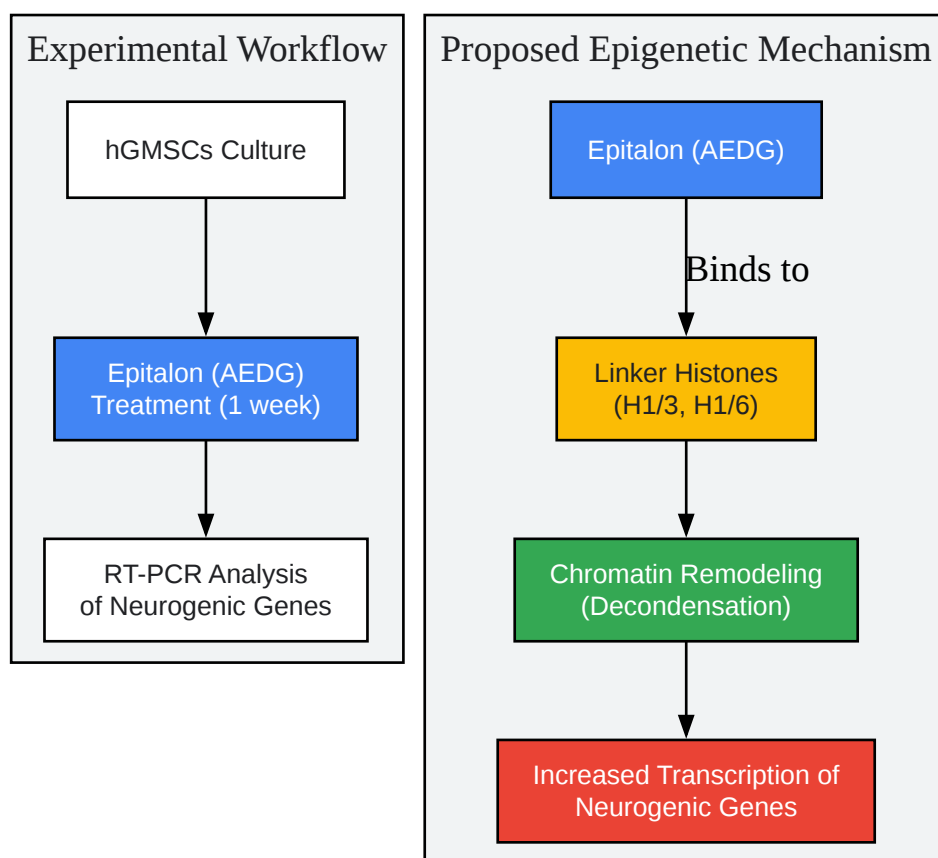 Experimental Workflow
hGMSCs Culture
Epitalon (AEDG)
Treatment (1 week)
RT-PCR Analysis
of Neurogenic Genes
Proposed Epigenetic Mechanism
Epitalon (AEDG)
Binds to
Linker Histones
(H1/3, H1/6)
Chromatin Remodeling
(Decondensation)
Increased Transcription of
Neurogenic Genes